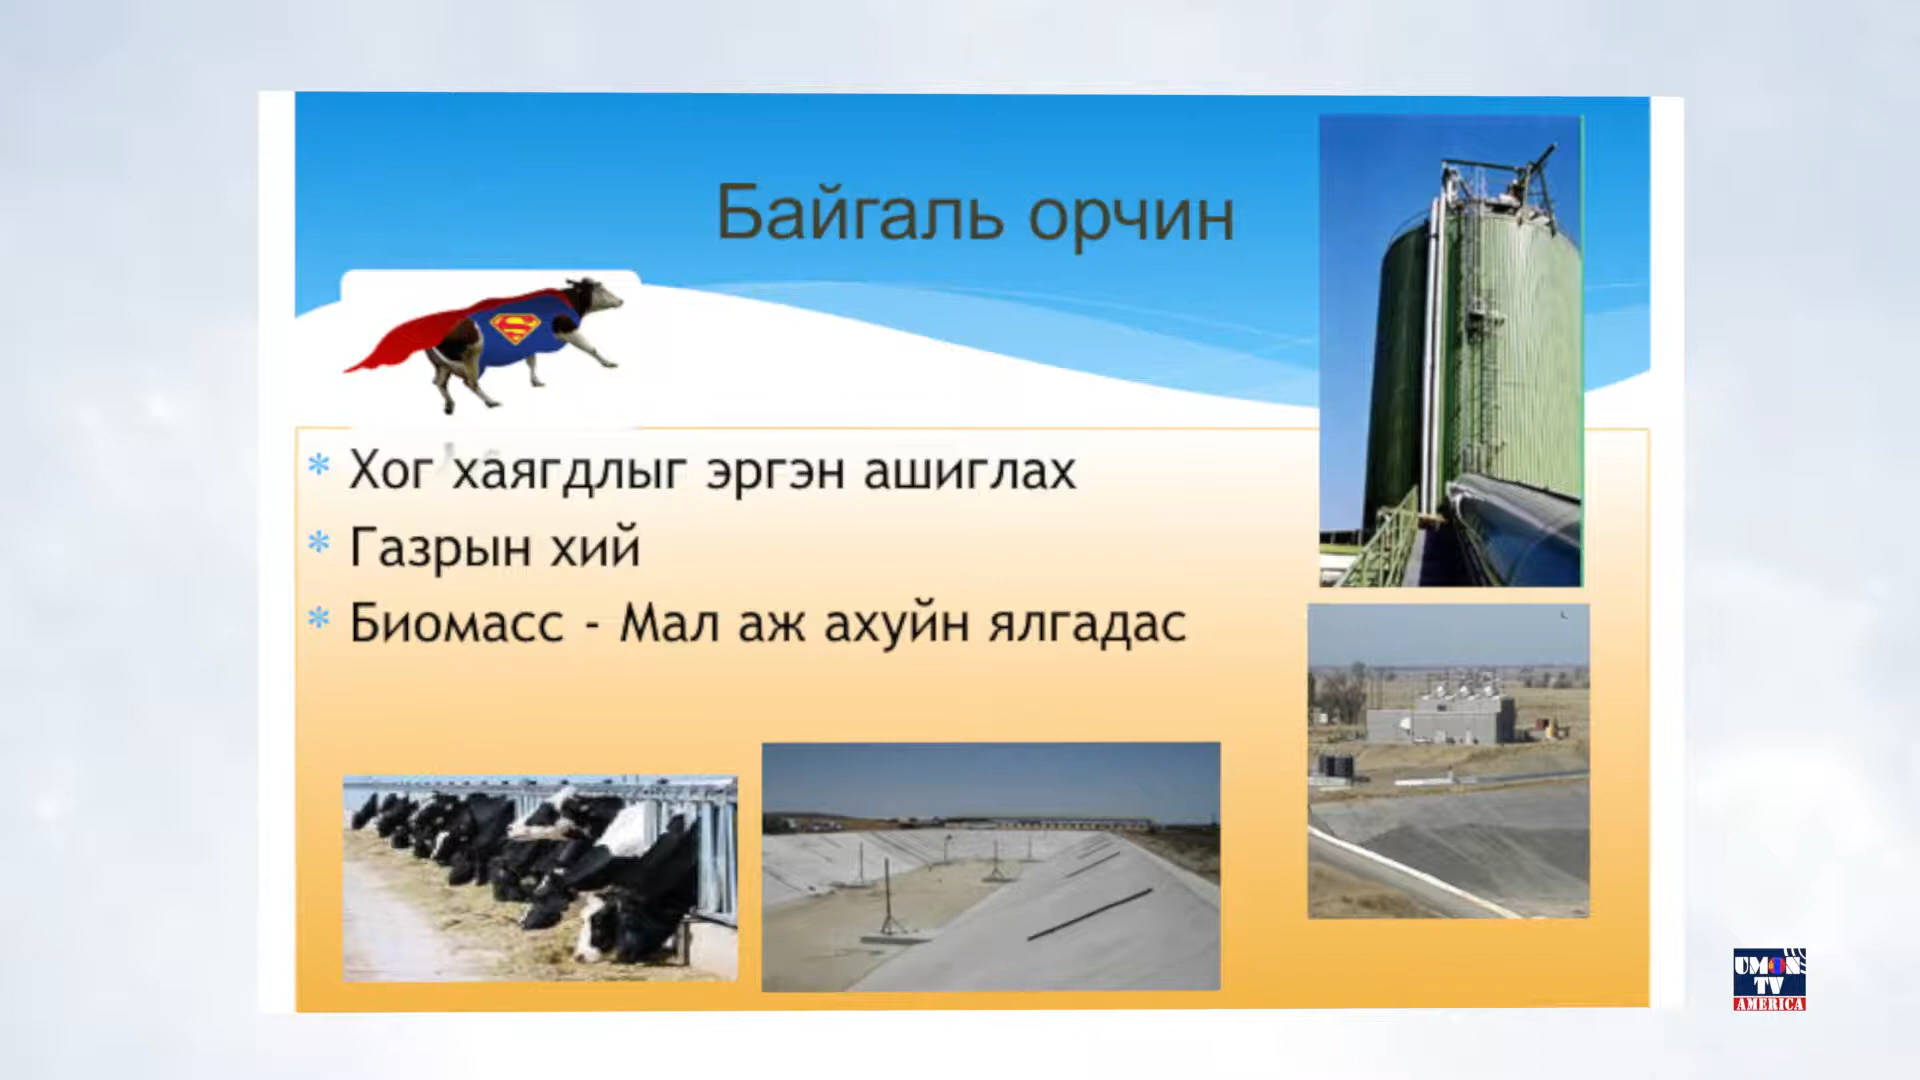 Байгаль орчин
* Хог хаягдлыг эргэн ашиглах
* Газрын хий
* Биомасс - Мал аж ахуйн ялгадас
UMON
TV
AMERICA